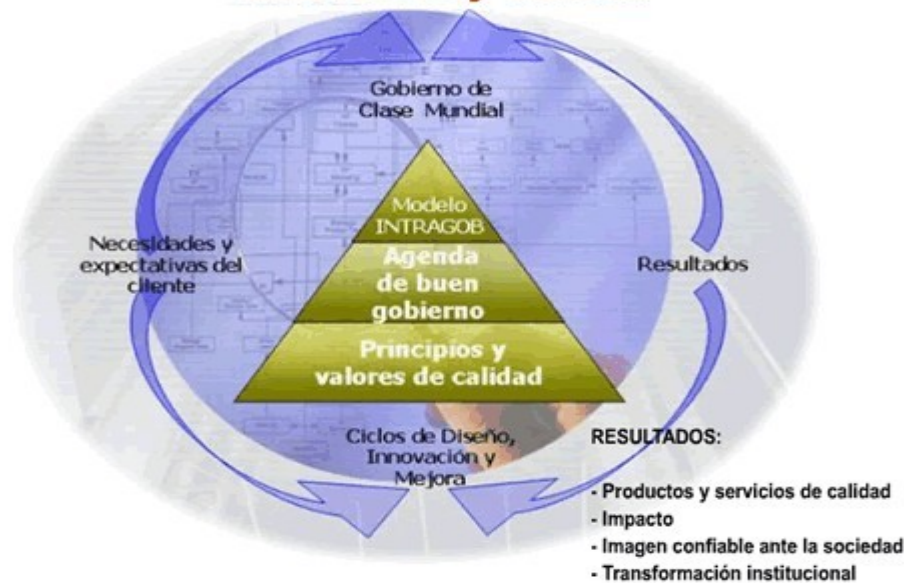 Gobierno de
Clase Mundial
Modelo
INTRAGOB
Agenda
de buen
gobierno
Principios y
valores de calidad
Necesidades y
expectativas del
cliente
Resultados
Ciclos de Diseño,
Innovación y
Mejora
RESULTADOS:
- Productos y servicios de calidad
- Impacto
- Imagen confiable ante la sociedad
- Transformación institucional